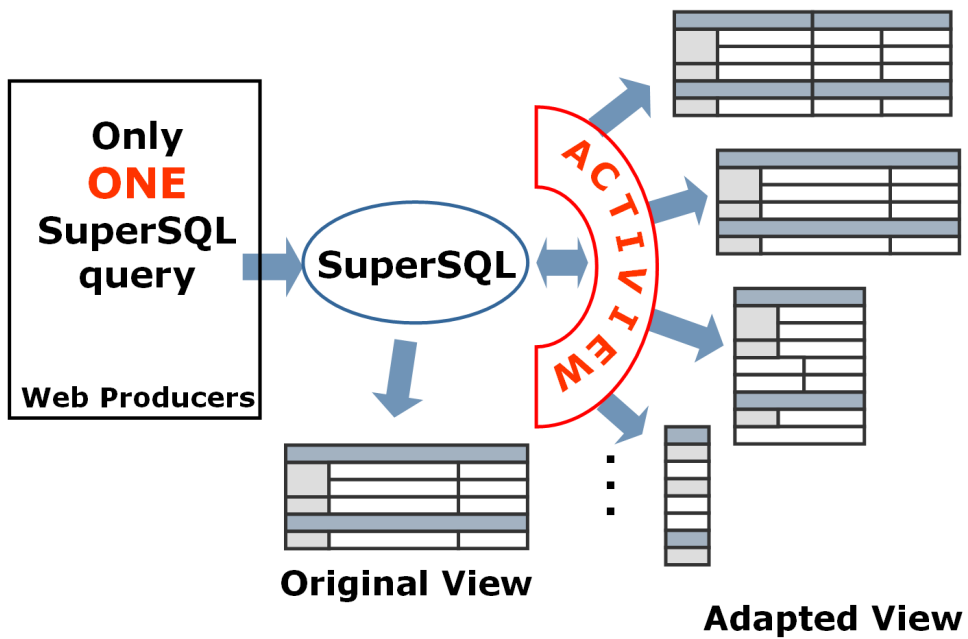 Only
ONE
SuperSQL
query
Web Producers
SuperSQL
ACTIVIEW
Original View
Adapted View